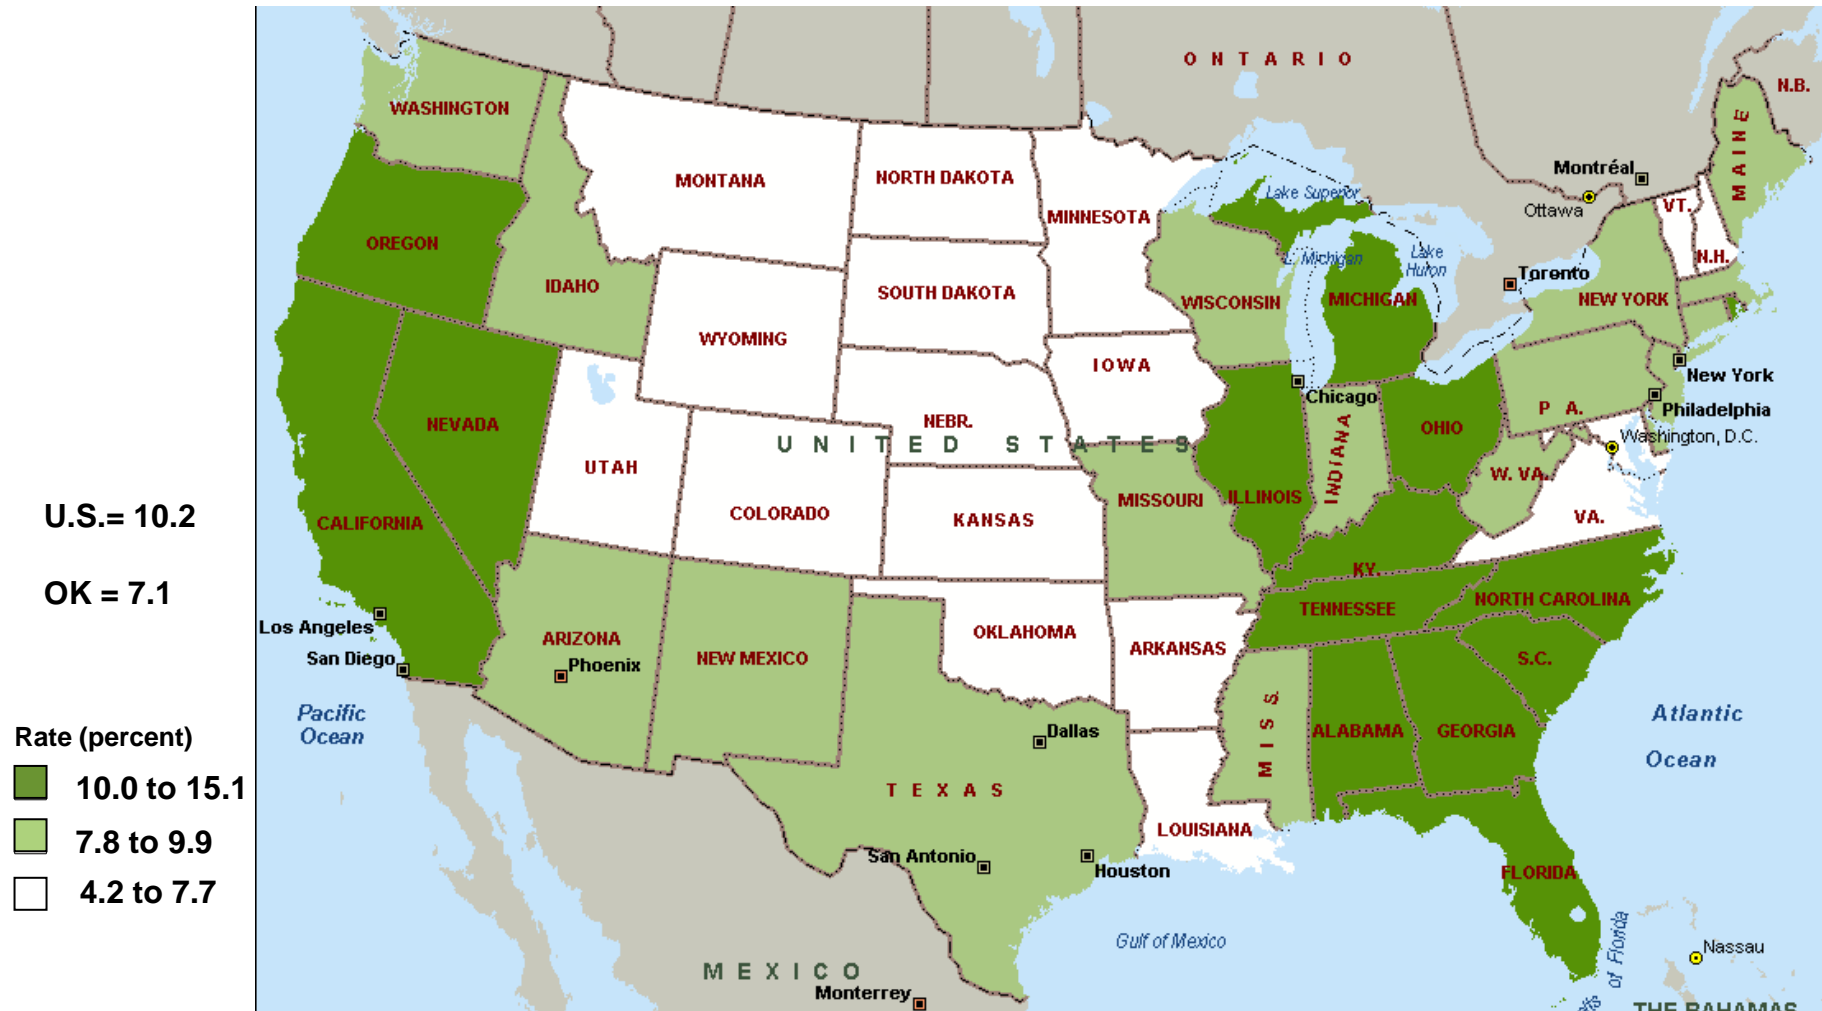 U.S.= 10.2
OK = 7.1
Rate (percent)
10.0 to 15.1
7.8 to 9.9
4.2 to 7.7
ONTARIO
N.B.
WASHINGTON
MAINE
Montréal
Ottawa
MONTANA
NORTH DAKOTA
MINNESOTA
Lake Superior
VT.
N.H.
OREGON
IDAHO
SOUTH DAKOTA
WISCONSIN
L. Michigan
Lake
Huron
MICHIGAN
Toronto
NEW YORK
WYOMING
IOWA
Chicago
New York
Philadelphia
NEVADA
NEBR.
UNITED STATES
OHIO
P A.
Washington, D.C.
UTAH
COLORADO
KANSAS
MISSOURI
ILLINOIS
INDIANA
W. VA.
VA.
CALIFORNIA
KY.
Los Angeles
San Diego
ARIZONA
Phoenix
NEW MEXICO
OKLAHOMA
ARKANSAS
TENNESSEE
NORTH CAROLINA
S.C.
Pacific
Ocean
Dallas
TEXAS
MISS.
ALABAMA
GEORGIA
Atlantic
Ocean
San Antonio
Houston
LOUISIANA
FLORIDA
Gulf of Mexico
of Florida
Nassau
MEXICO
Monterrey
THE BAHAMAS